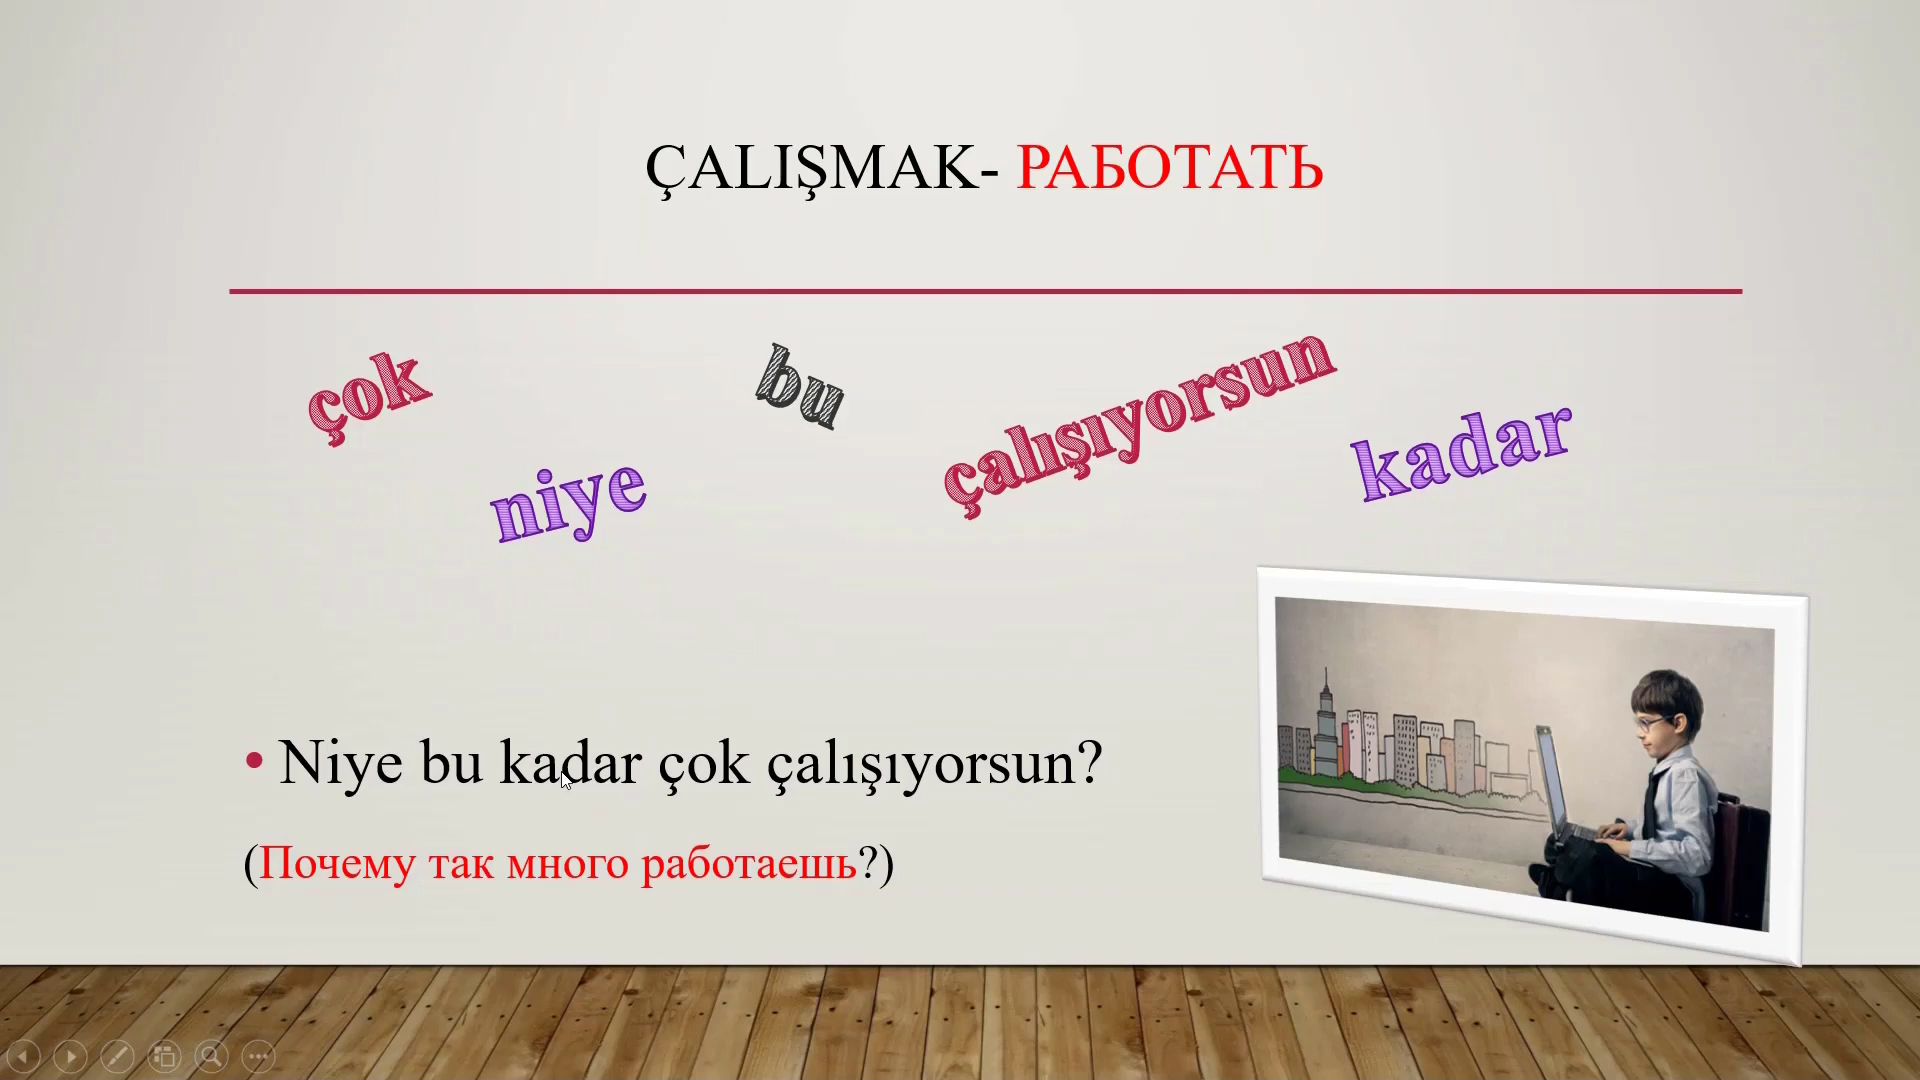 ÇALIŞMAK- РАБОТАТЬ
çok
niye
bu
çalışıyorsun
kadar
• Niye bu kadar çok çalışıyorsun?
(Почему так много работаешь?)